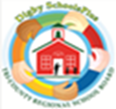 Digby SchoolsPlus
TRI-COUNTY REGIONAL SCHOOL BOARD